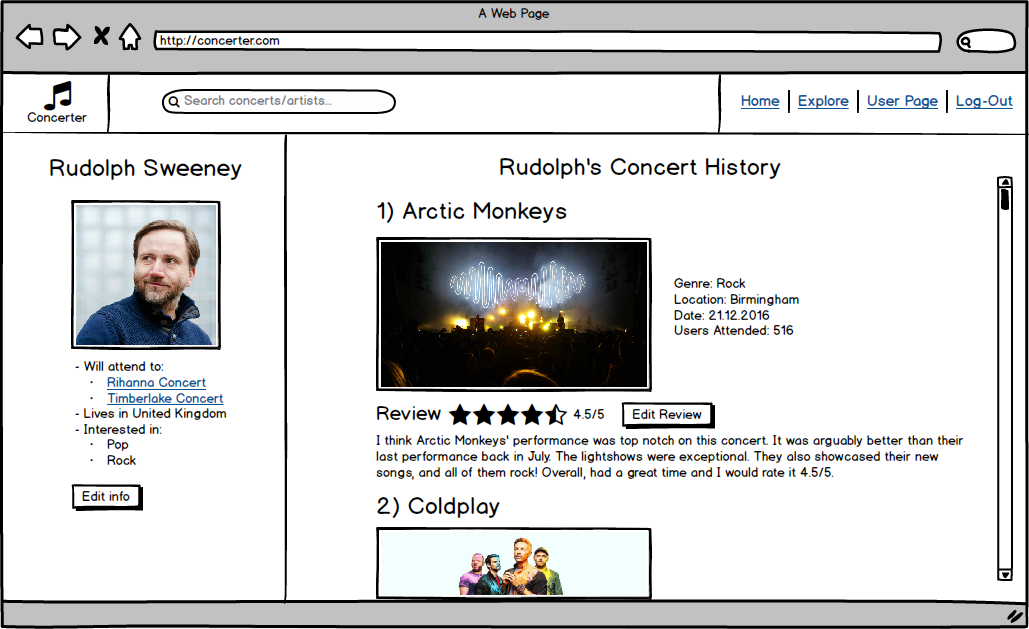 A Web Page
http://concerter.com
Concerter
Search concerts/artists...
Home
Explore
User Page
Log-Out
Rudolph Sweeney
- Will attend to:
· Rihanna Concert
· Timberlake Concert
- Lives in United Kingdom
- Interested in:
· Pop
· Rock
Edit info
Rudolph's Concert History
1) Arctic Monkeys
Genre: Rock
Location: Birmingham
Date: 21.12.2016
Users Attended: 516
Review
4.5/5
Edit Review
I think Arctic Monkeys' performance was top notch on this concert. It was arguably better than their
last performance back in July. The lightshows were exceptional. They also showcased their new
songs, and all of them rock! Overall, had a great time and I would rate it 4.5/5.
2) Coldplay